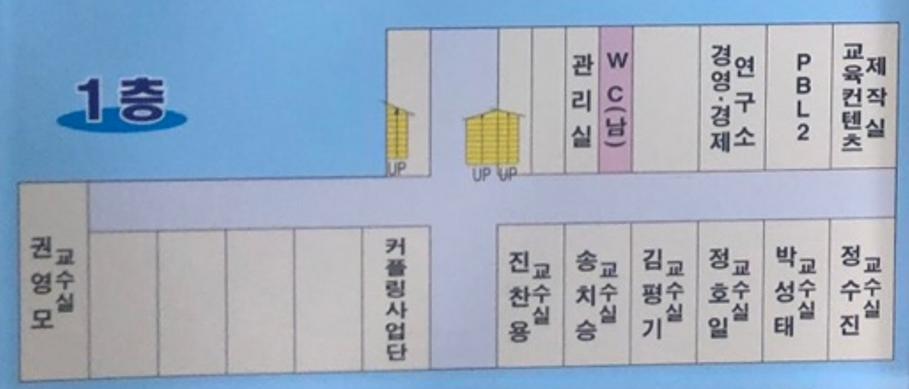 1층
관리실
WC(남)
경영·경제
연구소
PBL2
교육컨텐츠
제작실
UP
UP UP
권영모
교수실
커플링사업단
진찬용
교수실
송치승
교수실
김평기
교수실
정호일
교수실
박성태
교수실
정수진
교수실